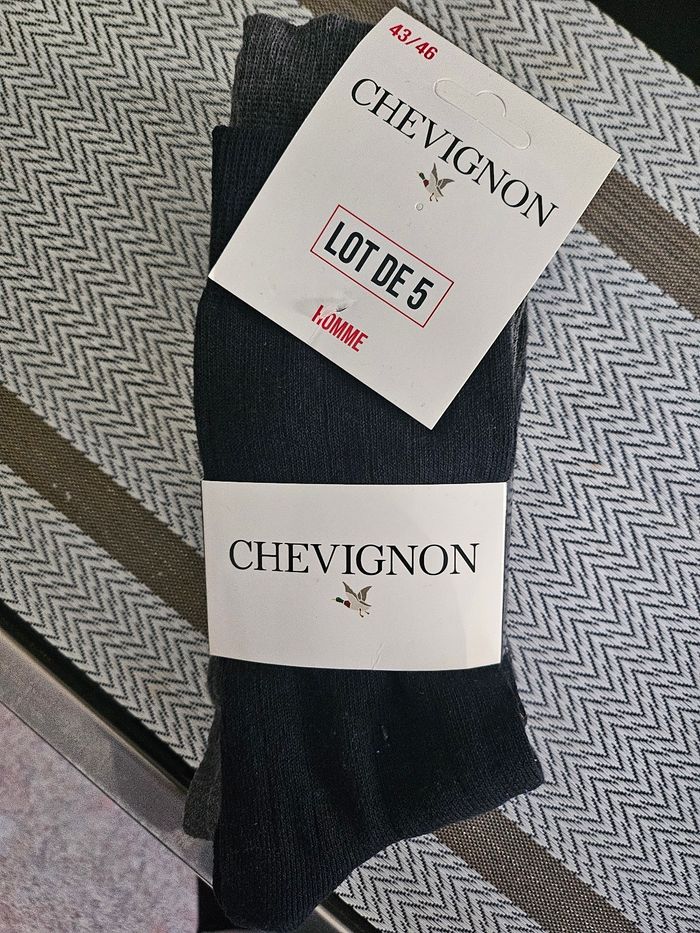 43/46
CHEVIGNON
LOT DE 5
HOMME
CHEVIGNON